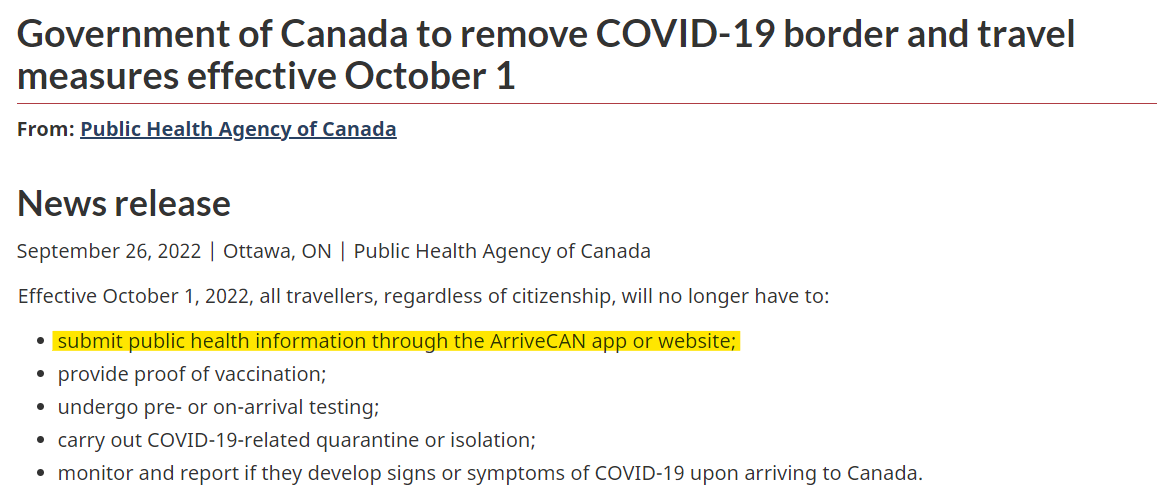 Government of Canada to remove COVID-19 border and travel
measures effective October 1
From: Public Health Agency of Canada
News release
September 26, 2022 | Ottawa, ON | Public Health Agency of Canada
Effective October 1, 2022, all travellers, regardless of citizenship, will no longer have to:
• submit public health information through the ArriveCAN app or website;
• provide proof of vaccination;
• undergo pre- or on-arrival testing;
• carry out COVID-19-related quarantine or isolation;
• monitor and report if they develop signs or symptoms of COVID-19 upon arriving to Canada.